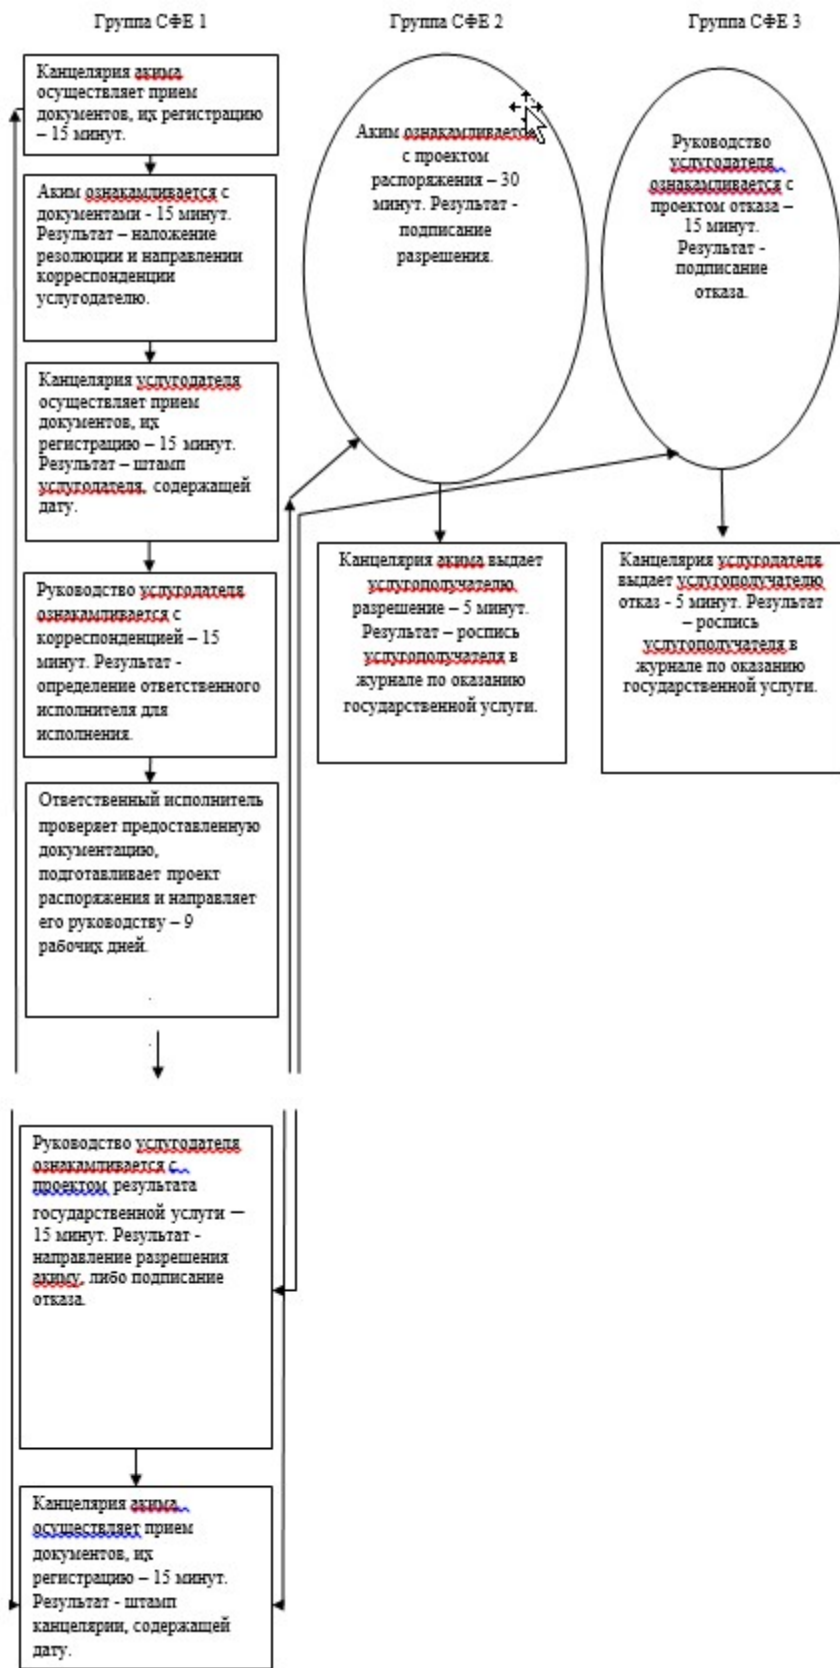 Группа СФЕ 1
Группа СФЕ 2
Группа СФЕ 3
Канцелярия акима
осуществляет прием
документов, их регистрацию
– 15 минут.
Аким ознакамливается с
документами - 15 минут.
Результат – наложение
резолюции и направлении
корреспонденции
услугодателю.
Канцелярия услугодателя
осуществляет прием
документов, их
регистрацию – 15 минут.
Результат – штамп
услугодателя, содержащей
дату.
Руководство услугодателя
ознакамливается с
корреспонденцией – 15
минут. Результат -
определение ответственного
исполнителя для
исполнения.
Ответственный исполнитель
проверяет предоставленную
документацию,
подготавливает проект
распоряжения и направляет
его руководству – 9
рабочих дней.
Руководство услугодателя
ознакамливается с
проектом результата
государственной услуги –
15 минут. Результат -
направление разрешения
акиму, либо подписание
отказа.
Канцелярия акима
осуществляет прием
документов, их
регистрацию – 15 минут.
Результат - штамп
канцелярии, содержащей
дату.
Аким ознакамливается
с проектом
распоряжения – 30
минут. Результат -
подписание
разрешения.
Канцелярия акима выдает
услугополучателю
разрешение – 5 минут.
Результат – роспись
услугополучателя в
журнале по оказанию
государственной услуги.
Руководство
услугодателя
ознакамливается с
проектом отказа –
15 минут.
Результат -
подписание
отказа.
Канцелярия услугодателя
выдает услугополучателю
отказ - 5 минут. Результат
– роспись
услугополучателя в
журнале по оказанию
государственной услуги.